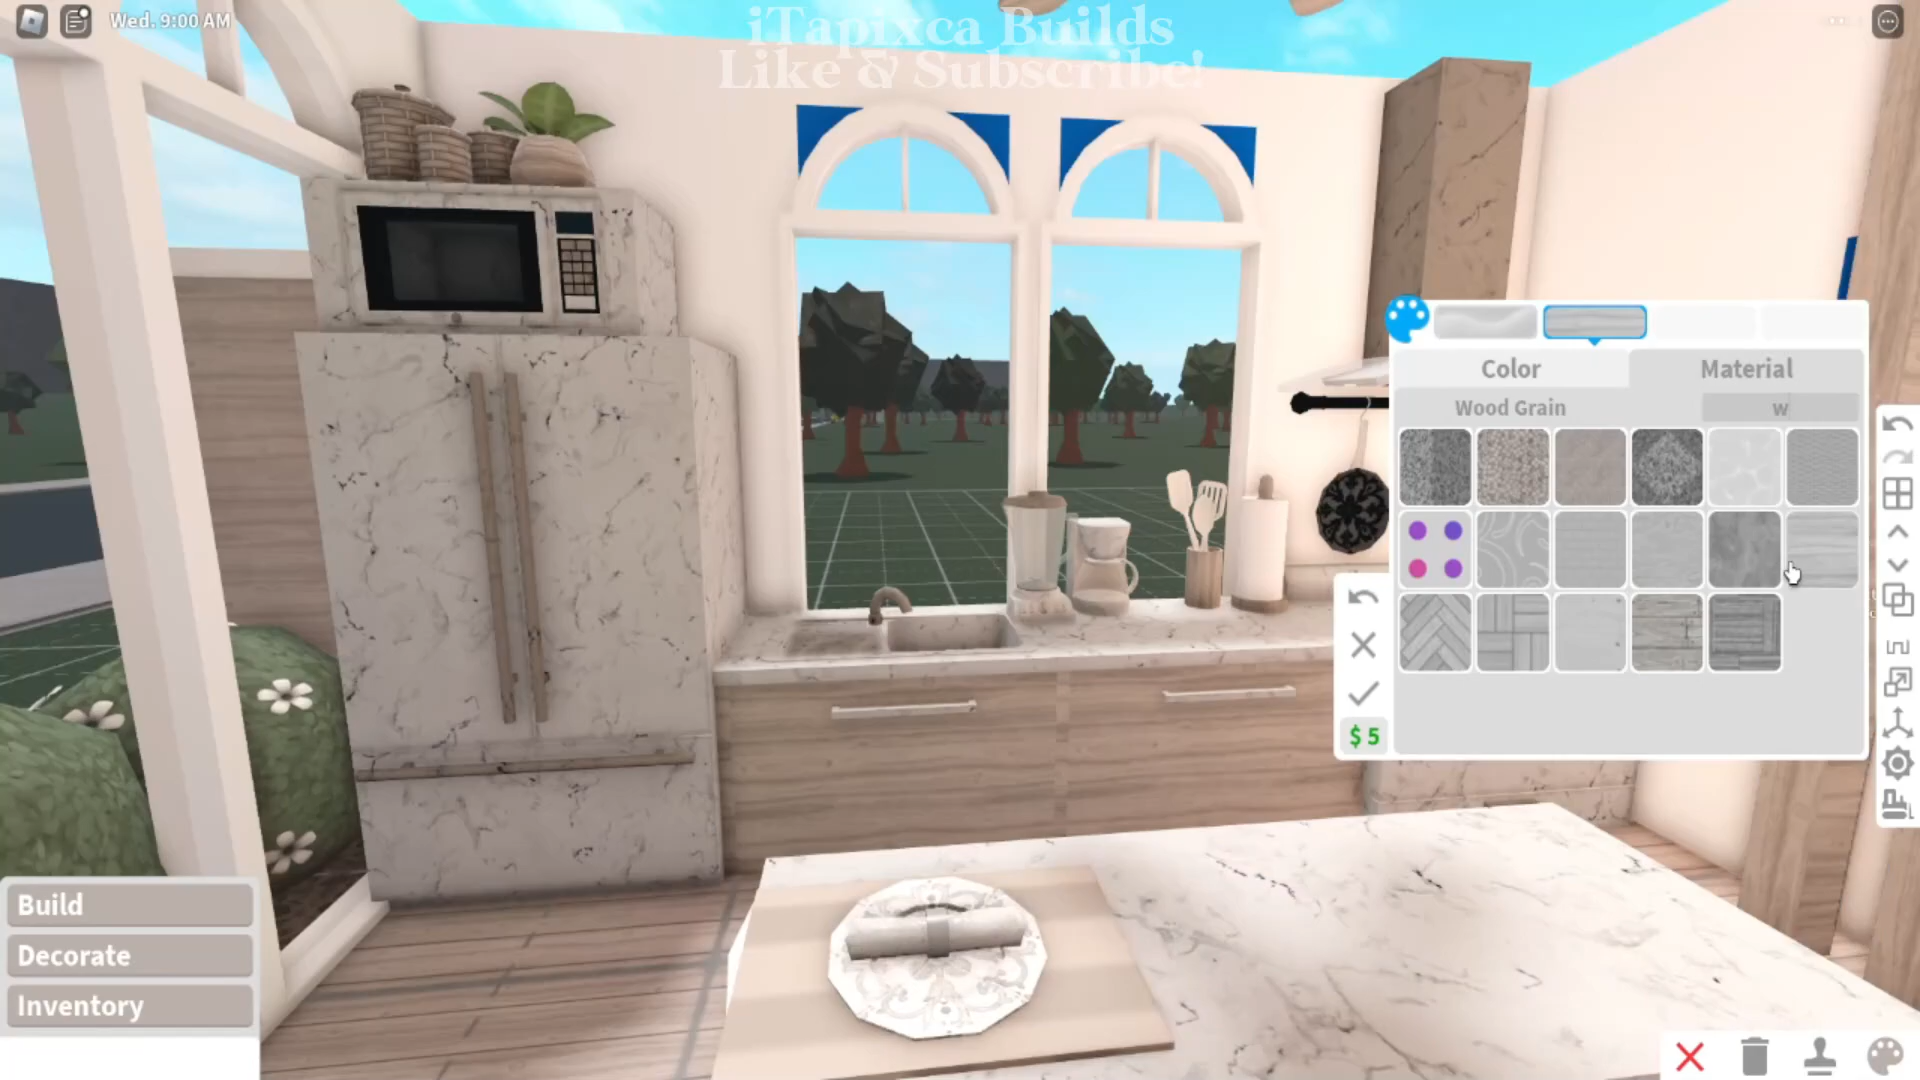 Wed. 9:00 AM
iTapixca Builds
Like & Subscribe!
Color
Material
Wood Grain
w
$ 5
Build
Decorate
Inventory